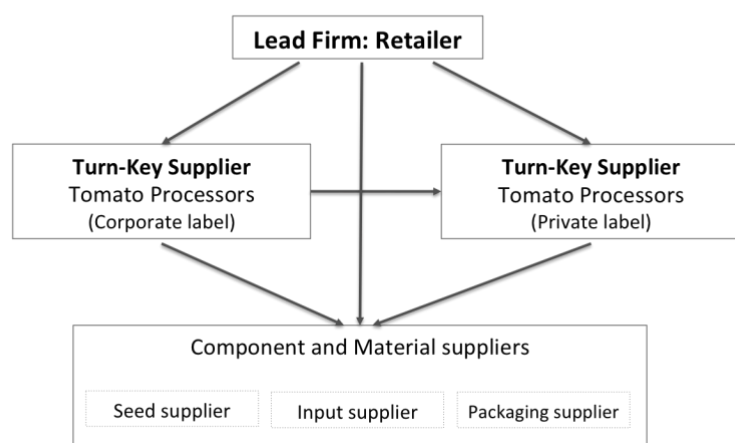 Lead Firm: Retailer
Turn-Key Supplier
Tomato Processors
(Corporate label)
Turn-Key Supplier
Tomato Processors
(Private label)
Component and Material suppliers
Seed supplier
Input supplier
Packaging supplier